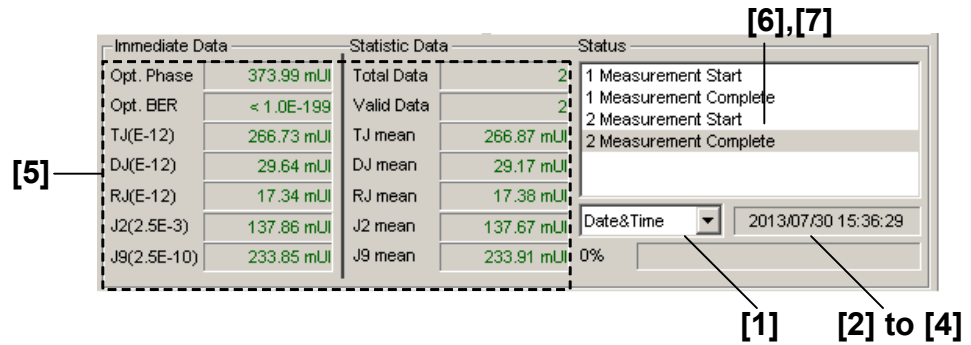 [6],[7]
Immediate Data Statistic Data Status
Opt. Phase 373.99 mUI Total Data 2 1 Measurement Start
Opt. BER < 1.0E-199 Valid Data 2 1 Measurement Complete
TJ(E-12) 266.73 mUI TJ mean 266.87 mUI 2 Measurement Start
DJ(E-12) 29.64 mUI DJ mean 29.17 mUI 2 Measurement Complete
[5]
RJ(E-12) 17.34 mUI RJ mean 17.38 mUI
J2(2.5E-3) 137.86 mUI J2 mean 137.67 mUI Date&Time 2013/07/30 15:36:29
J9(2.5E-10) 233.85 mUI J9 mean 233.91 mUI 0%
[1] [2] to [4]